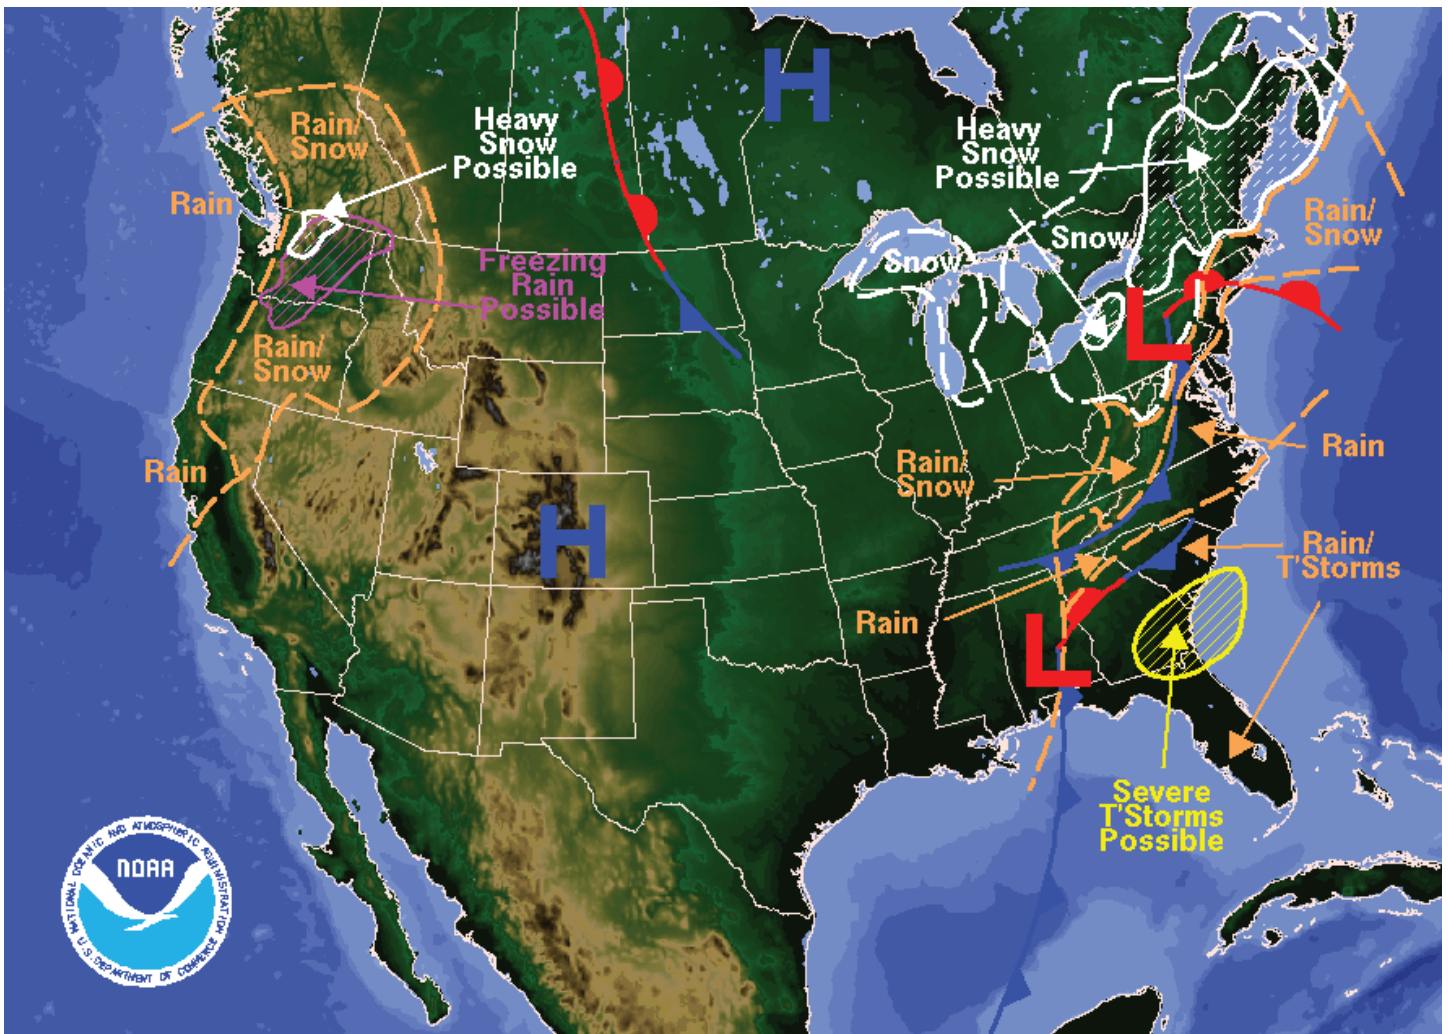 H
Heavy
Snow
Possible
Rain/
Snow
Heavy
Snow
Possible
Rain
Rain/
Snow
Snow
Snow
Freezing
Rain
Possible
L
Rain/
Snow
Rain
Rain
Rain/
Snow
H
Rain/
T'Storms
Rain
L
Severe
T'Storms
Possible
NATIONAL OCEANIC AND ATMOSPHERIC ADMINISTRATION
NOAA
U.S. DEPARTMENT OF COMMERCE